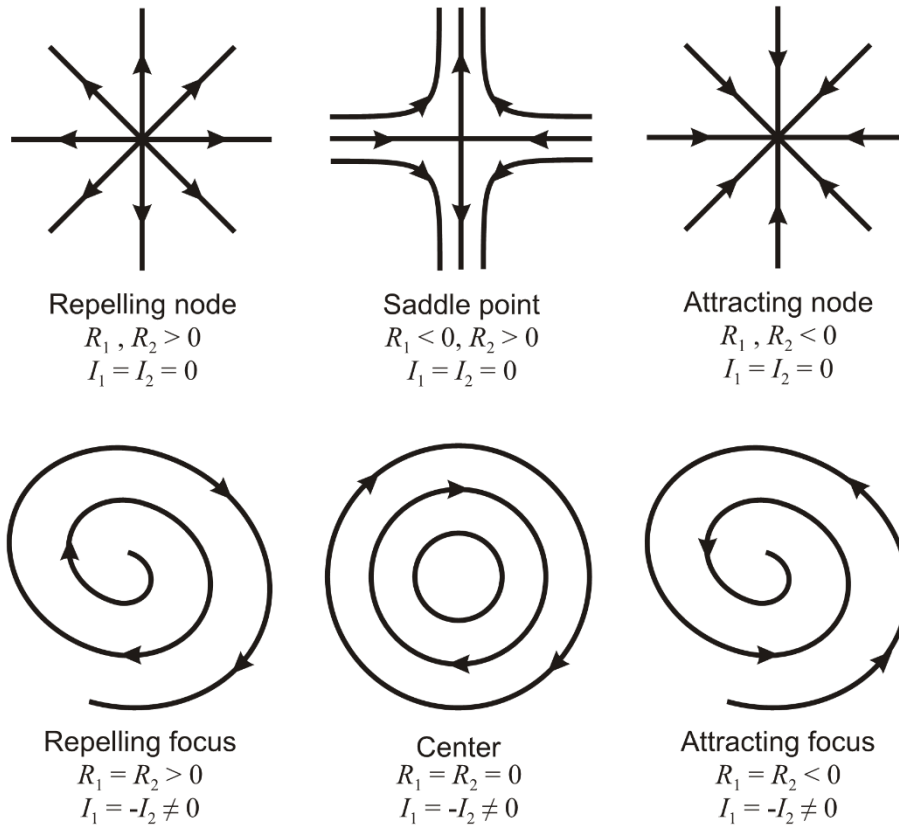 Repelling node
R₁ , R₂ > 0
I₁ = I₂ = 0
Saddle point
R₁ < 0, R₂ > 0
I₁ = I₂ = 0
Attracting node
R₁ , R₂ < 0
I₁ = I₂ = 0
Repelling focus
R₁ = R₂ > 0
I₁ = -I₂ ≠ 0
Center
R₁ = R₂ = 0
I₁ = -I₂ ≠ 0
Attracting focus
R₁ = R₂ < 0
I₁ = -I₂ ≠ 0